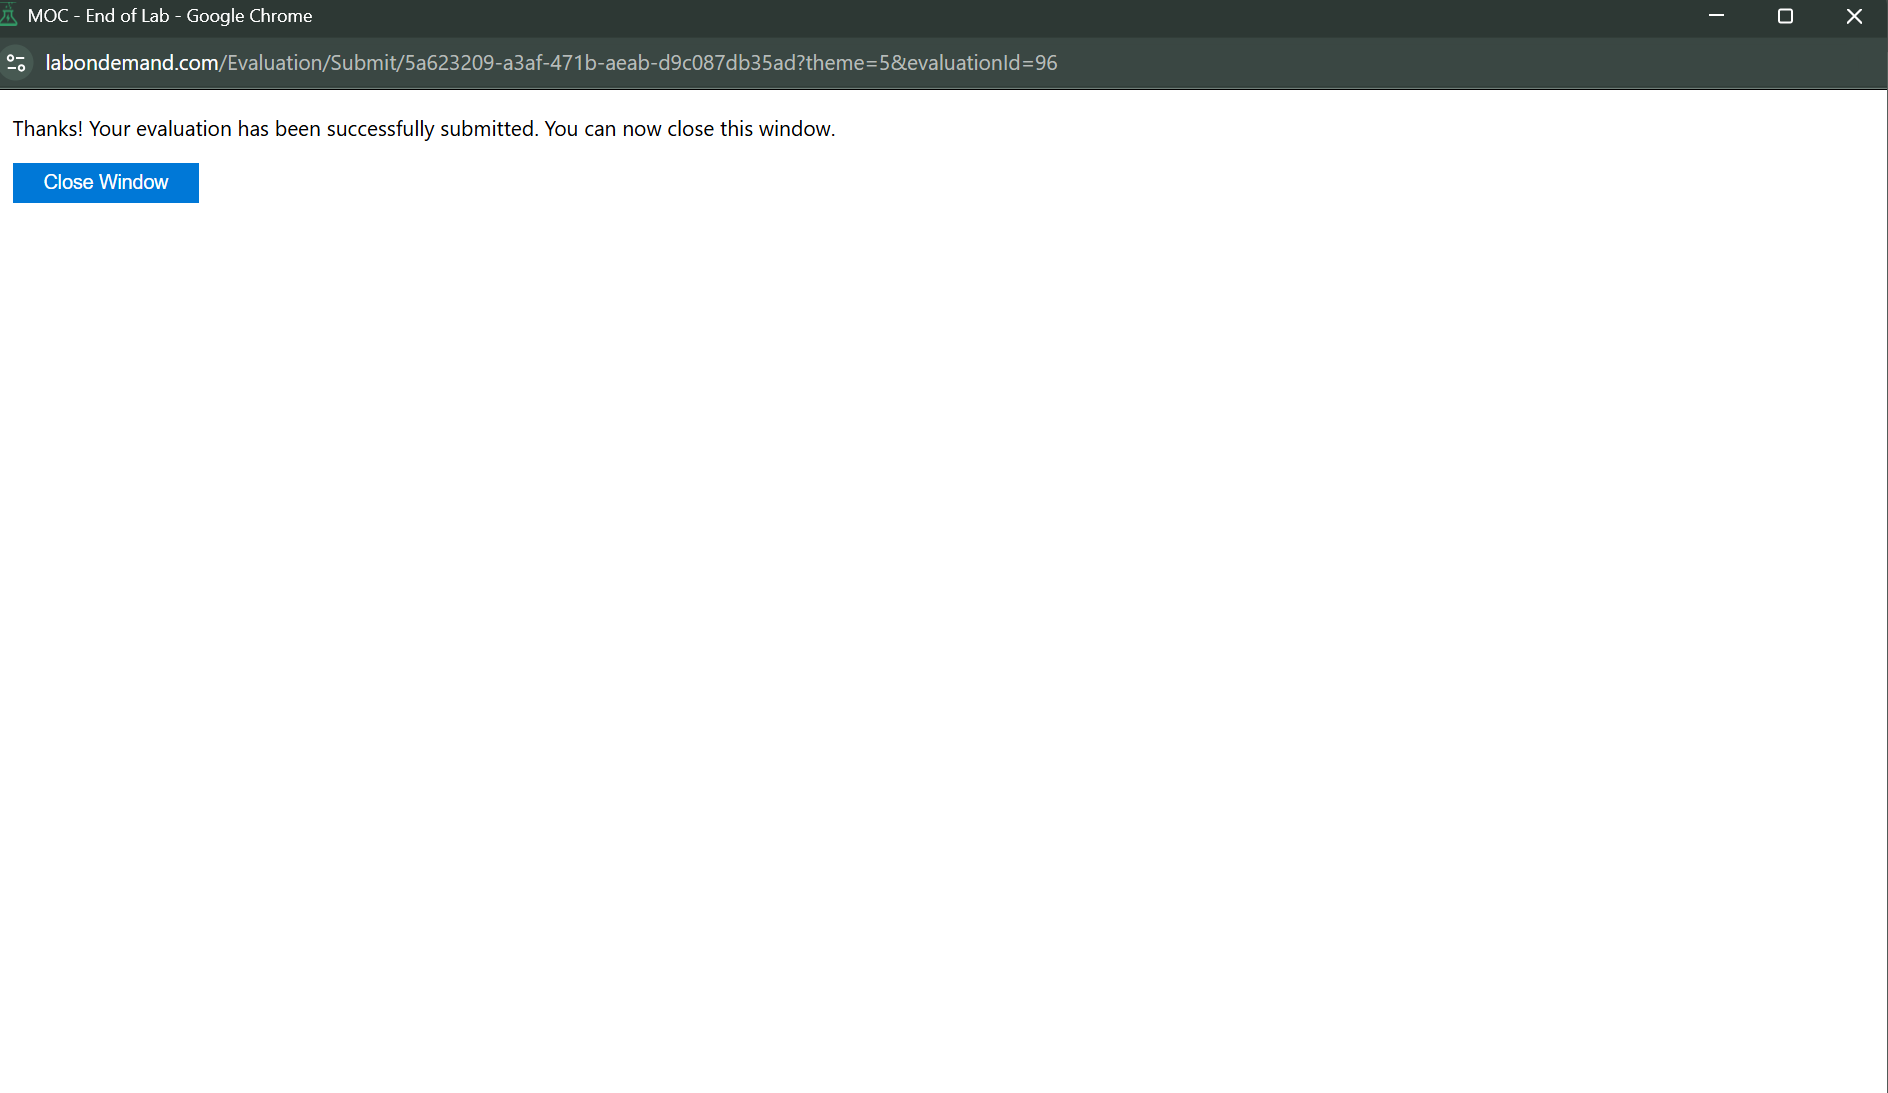 MOC - End of Lab - Google Chrome
labondemand.com/Evaluation/Submit/5a623209-a3af-471b-aeab-d9c087db35ad?theme=5&evaluationId=96
Thanks! Your evaluation has been successfully submitted. You can now close this window.
Close Window